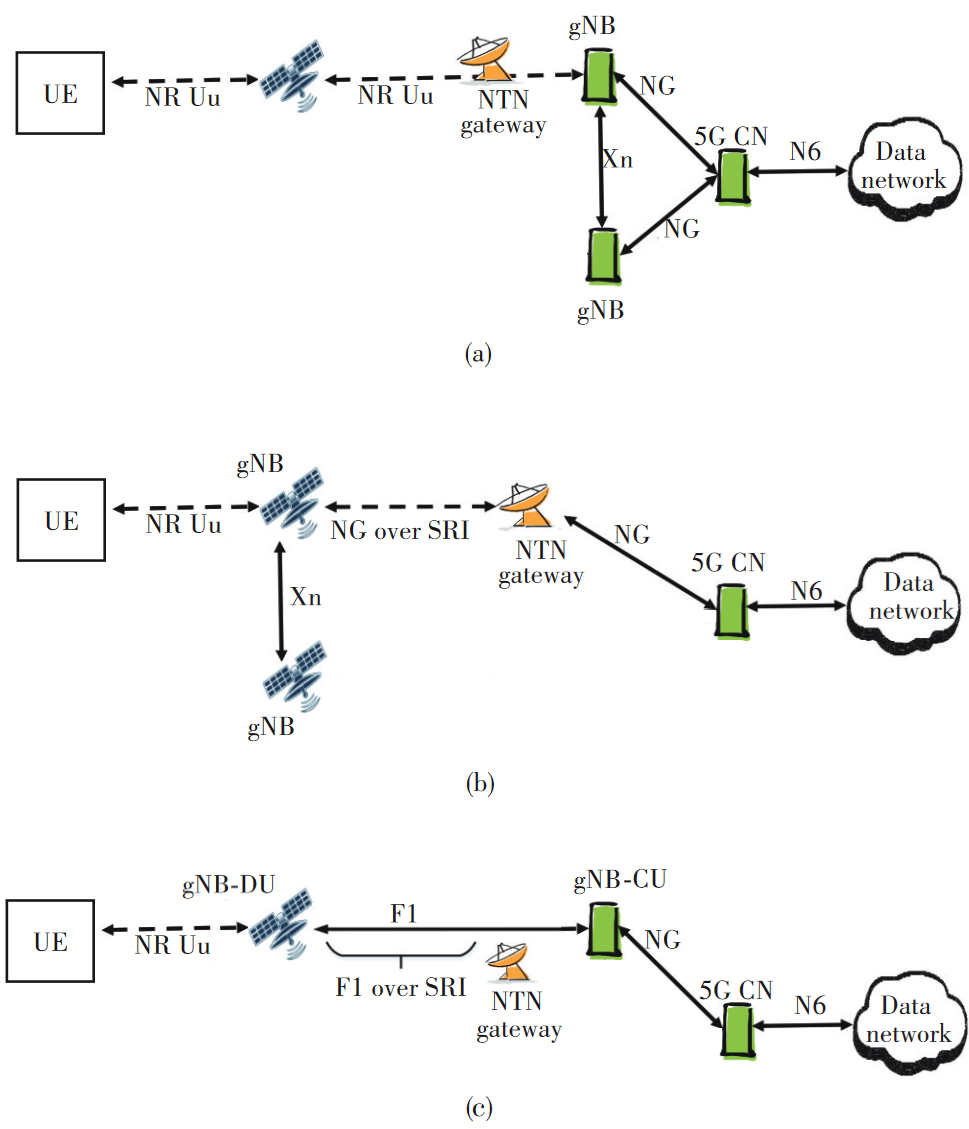 gNB
UE
NR Uu
NR Uu
NTN
gateway
NG
5G CN
Xn
N6
Data
network
NG
gNB
(a)
gNB
UE
NR Uu
NG over SRI
NTN
gateway
NG
5G CN
N6
Data
network
Xn
gNB
(b)
gNB-DU
gNB-CU
UE
NR Uu
F1
F1 over SRI
NTN
gateway
NG
5G CN
N6
Data
network
(c)